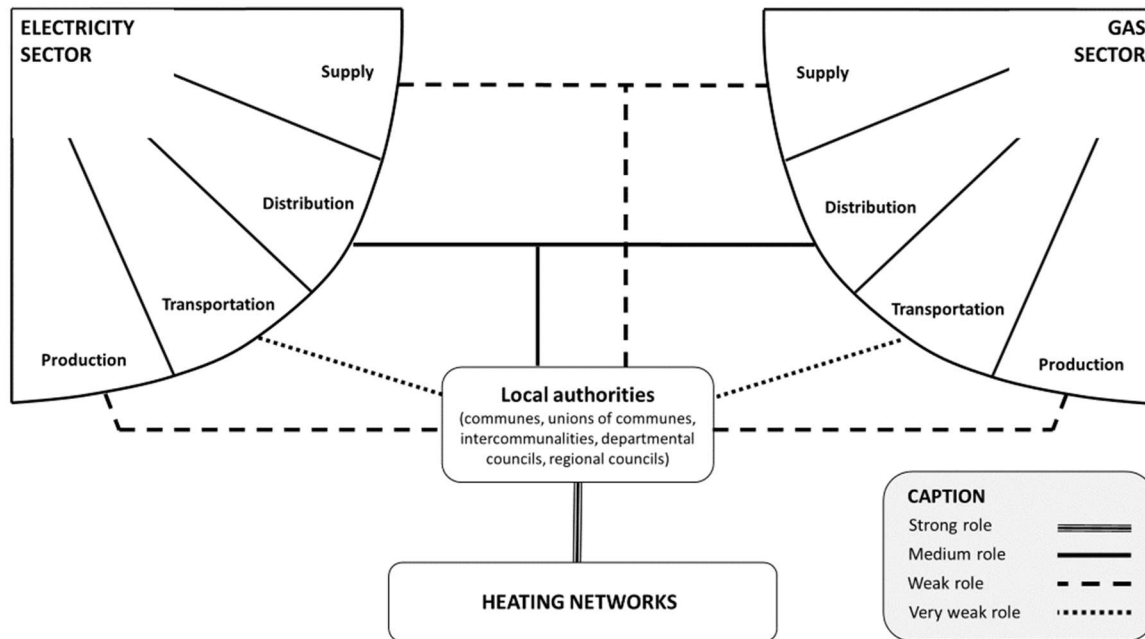 ELECTRICITY
SECTOR
Supply
Distribution
Transportation
Production
GAS
SECTOR
Supply
Distribution
Transportation
Production
Local authorities
(communes, unions of communes,
intercommunalities, departmental
councils, regional councils)
HEATING NETWORKS
CAPTION
Strong role
Medium role
Weak role
Very weak role